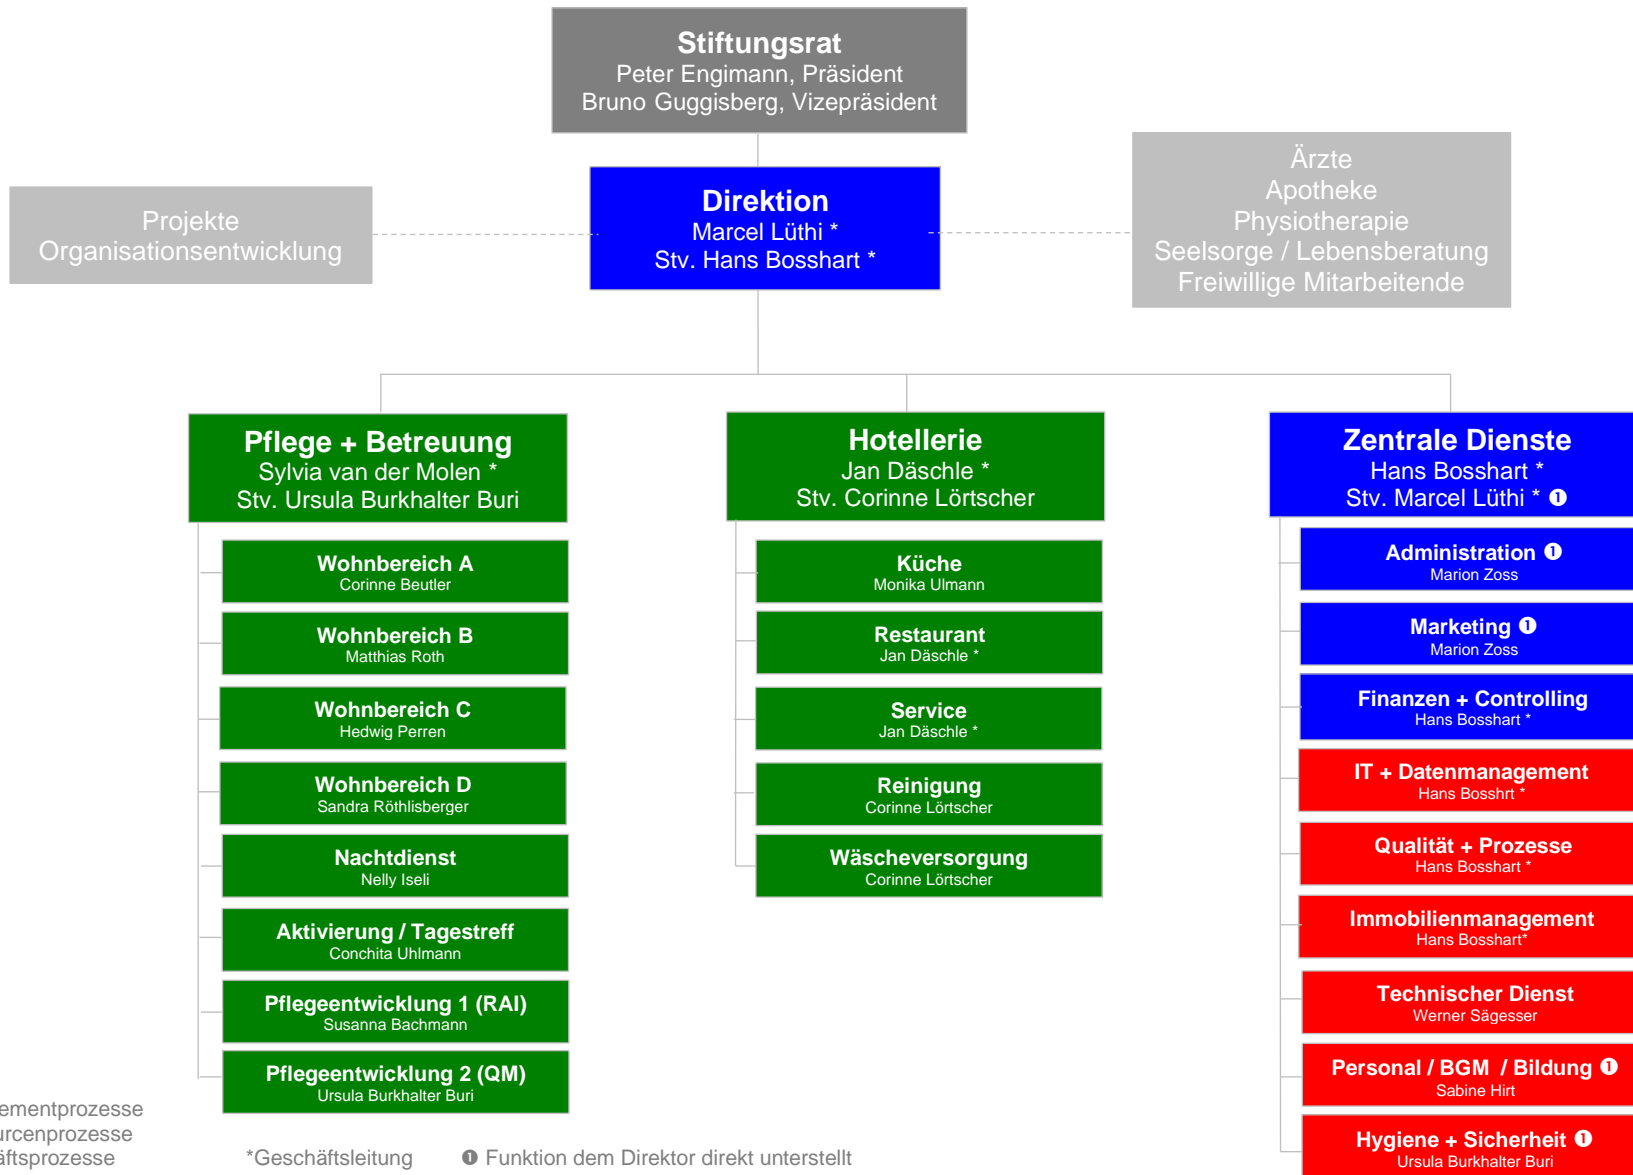 Stiftungsrat
Peter Engimann, Präsident
Bruno Guggisberg, Vizepräsident
Direktion
Marcel Lüthi *
Stv. Hans Bosshart *
Projekte
Organisationsentwicklung
Ärzte
Apotheke
Physiotherapie
Seelsorge / Lebensberatung
Freiwillige Mitarbeitende
Pflege + Betreuung
Sylvia van der Molen *
Stv. Ursula Burkhalter Buri
Wohnbereich A
Corinne Beutler
Wohnbereich B
Matthias Roth
Wohnbereich C
Hedwig Perren
Wohnbereich D
Sandra Röthlisberger
Nachtdienst
Nelly Iseli
Aktivierung / Tagestreff
Conchita Uhlmann
Pflegeentwicklung 1 (RAI)
Susanna Bachmann
Pflegeentwicklung 2 (QM)
Ursula Burkhalter Buri
Hotellerie
Jan Däschle *
Stv. Corinne Lörtscher
Küche
Monika Ulmann
Restaurant
Jan Däschle *
Service
Jan Däschle *
Reinigung
Corinne Lörtscher
Wäscheversorgung
Corinne Lörtscher
Zentrale Dienste
Hans Bosshart *
Stv. Marcel Lüthi * ❶
Administration ❶
Marion Zoss
Marketing ❶
Marion Zoss
Finanzen + Controlling
Hans Bosshart *
IT + Datenmanagement
Hans Bosshrt *
Qualität + Prozesse
Hans Bosshart *
Immobilienmanagement
Hans Bosshart*
Technischer Dienst
Werner Sägesser
Personal / BGM / Bildung ❶
Sabine Hirt
Hygiene + Sicherheit ❶
Ursula Burkhalter Buri
ementprozesse
urcenprozesse
äftsprozesse
*Geschäftsleitung ❶ Funktion dem Direktor direkt unterstellt